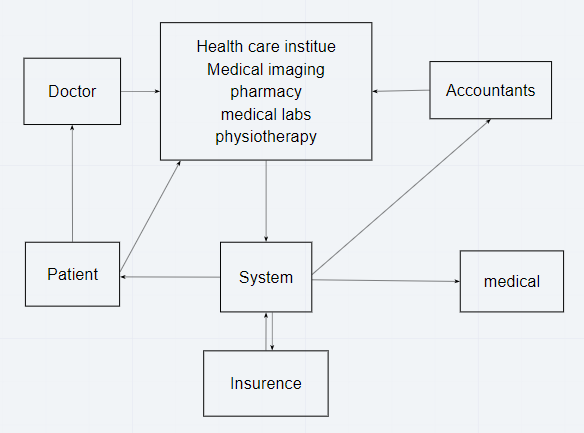 Health care institue
Medical imaging
pharmacy
medical labs
physiotherapy
Doctor
Accountants
Patient
System
medical
Insurence